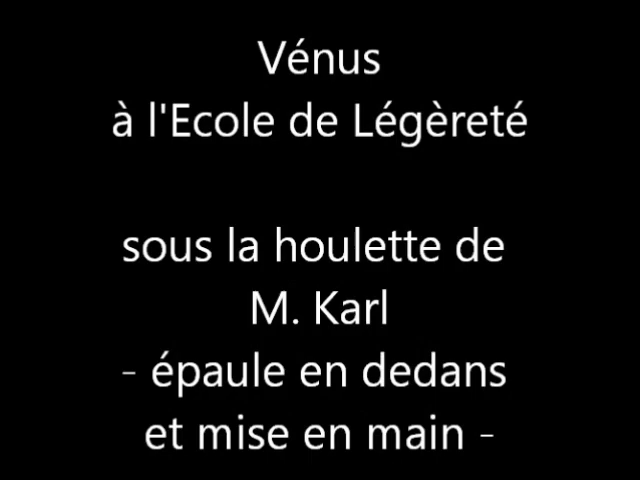 Vénus
à l'Ecole de Légèreté
sous la houlette de
M. Karl
- épaule en dedans
et mise en main -